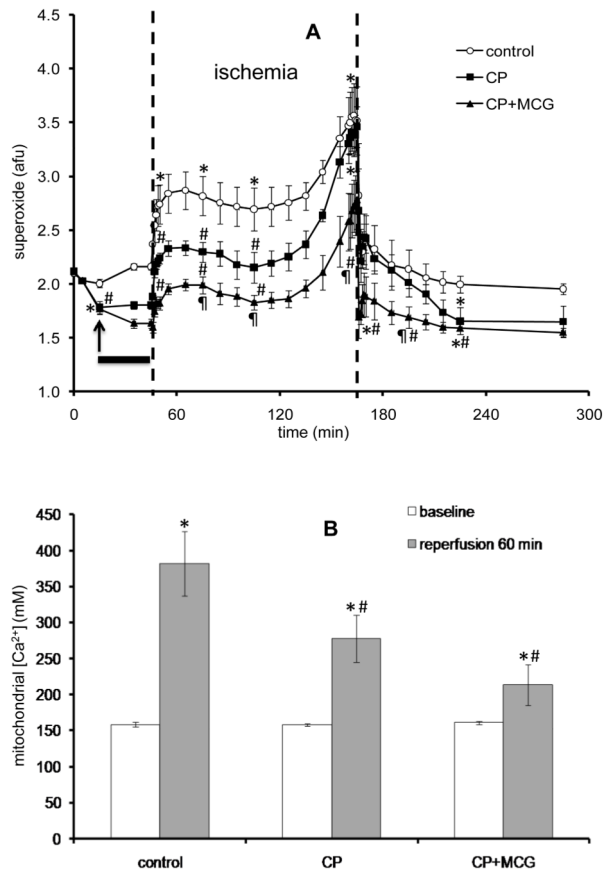 A
ischemia
control
CP
CP+MCG
superoxide (afu)
4.5
4.0
3.5
3.0
2.5
2.0
1.5
1.0
* * * * *
# # # # # #
¶ ¶ ¶
* # *# *# *# *
0 60 120 180 240 300
time (min)
B
baseline
reperfusion 60 min
mitochondrial [Ca²⁺] (mM)
450
400
350
300
250
200
150
100
50
0
*
*#
*#
control CP CP+MCG